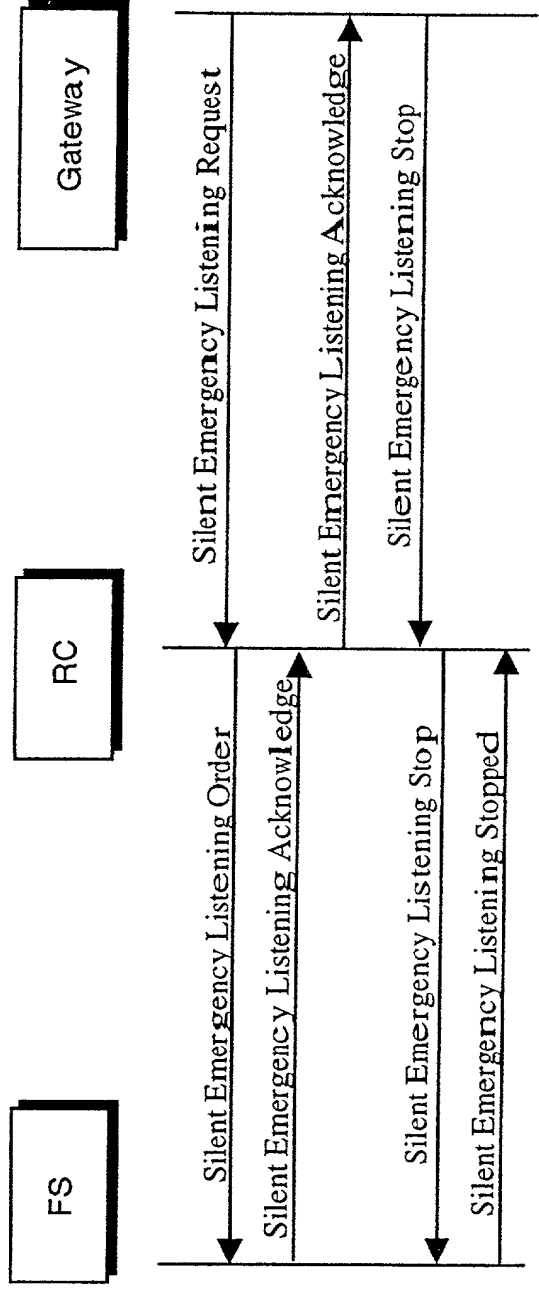 FS
RC
Gateway
Silent Emergency Listening Request
Silent Emergency Listening Order
Silent Emergency Listening Acknowledge
Silent Emergency Listening Acknowledge
Silent Emergency Listening Stop
Silent Emergency Listening Stop
Silent Emergency Listening Stopped